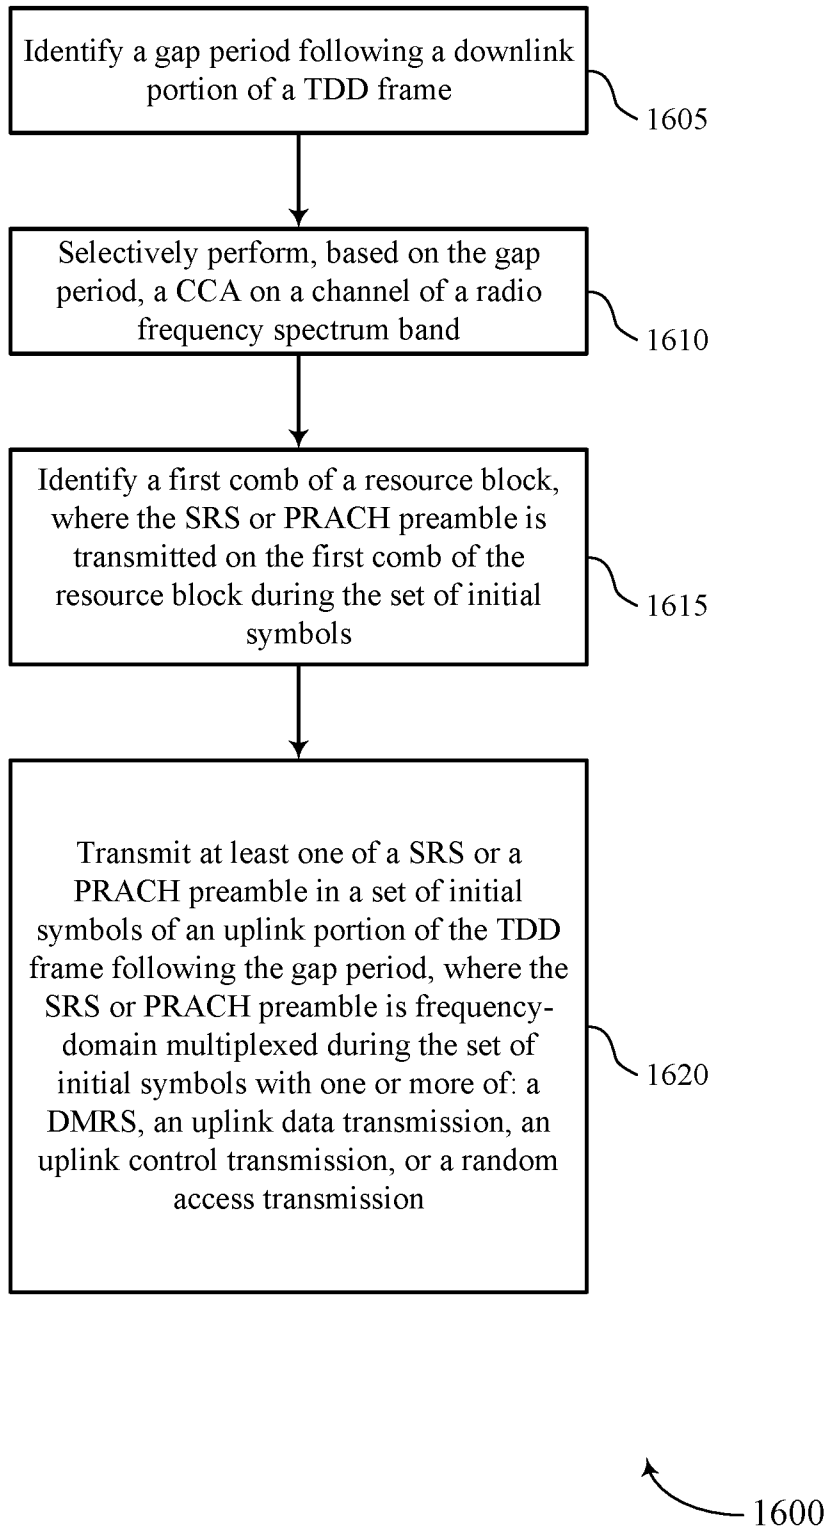 Identify a gap period following a downlink
portion of a TDD frame
1605
Selectively perform, based on the gap
period, a CCA on a channel of a radio
frequency spectrum band
1610
Identify a first comb of a resource block,
where the SRS or PRACH preamble is
transmitted on the first comb of the
resource block during the set of initial
symbols
1615
Transmit at least one of a SRS or a
PRACH preamble in a set of initial
symbols of an uplink portion of the TDD
frame following the gap period, where the
SRS or PRACH preamble is frequency-
domain multiplexed during the set of
initial symbols with one or more of: a
DMRS, an uplink data transmission, an
uplink control transmission, or a random
access transmission
1620
1600